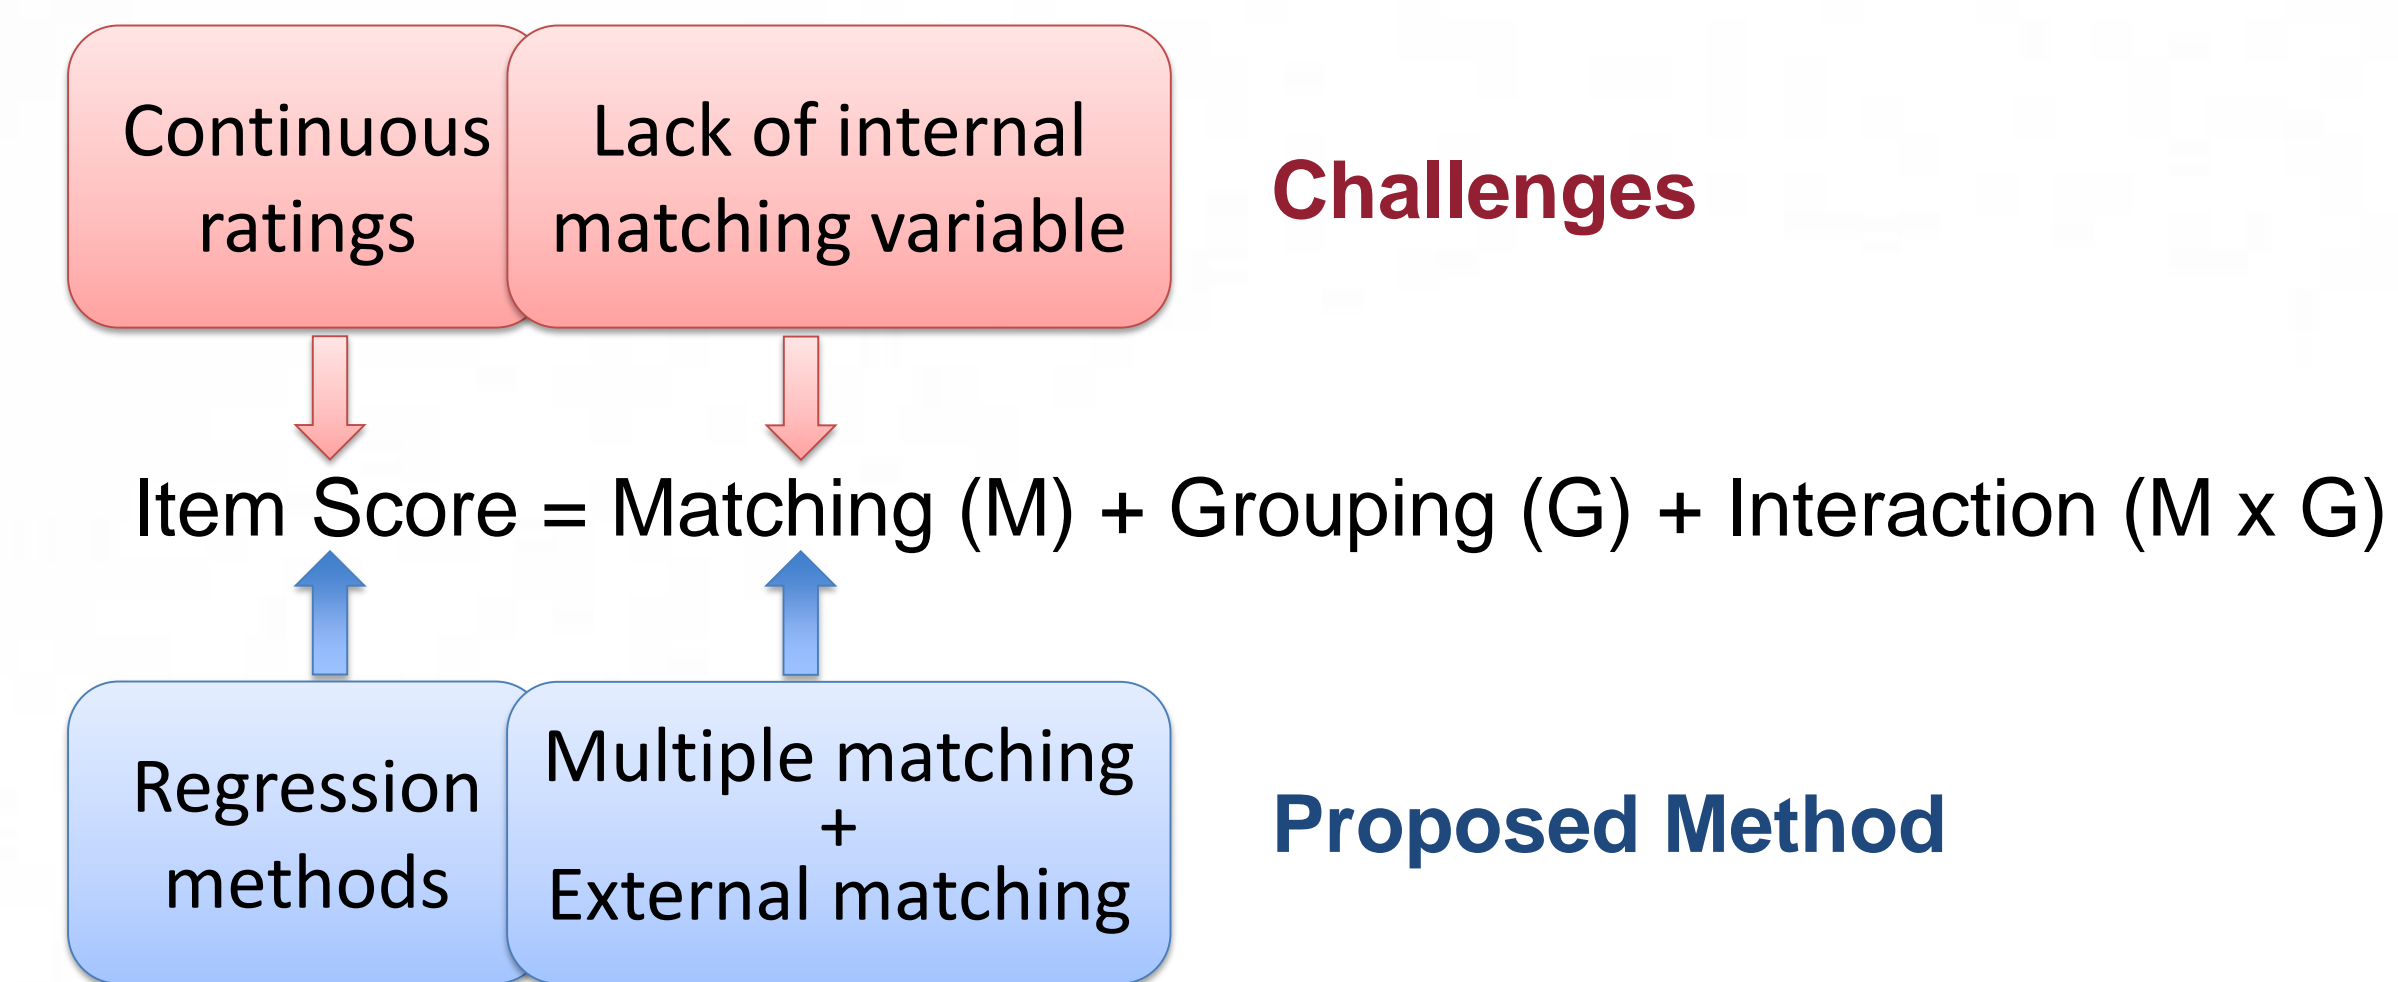 Continuous
ratings
Lack of internal
matching variable
Challenges
Item Score = Matching (M) + Grouping (G) + Interaction (M x G)
Regression
methods
Multiple matching
+
External matching
Proposed Method